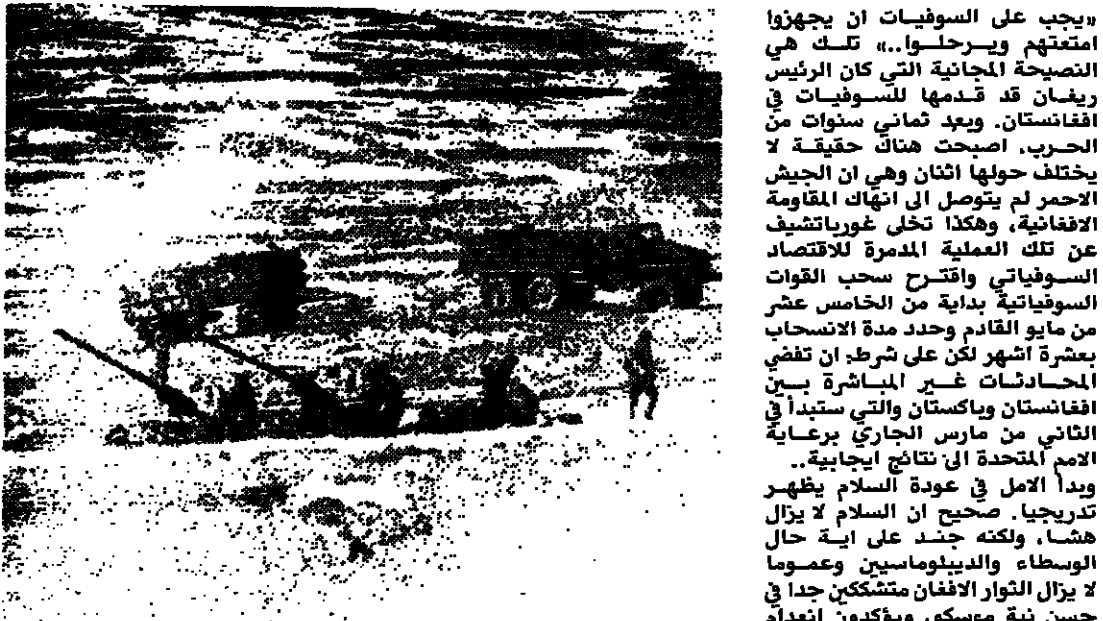 «يجب على السوفيات ان يجهزوا
امتعتهم ويرحلوا..» تلك هي
النصيحة المجانية التي كان الرئيس
ريغان قد قدمها للسوفيات في
افغانستان. وبعد ثماني سنوات من
الحرب، اصبحت هناك حقيقة لا
يختلف حولها اثنان وهي ان الجيش
الاحمر لم يتوصل الى انهاك المقاومة
الافغانية، وهكذا تخلى غورباتشيف
عن تلك العملية المدمرة للاقتصاد
السوفياتي واقترح سحب القوات
السوفياتية بداية من الخامس عشر
من مايو القادم وحدد مدة الانسحاب
بعشرة اشهر لكن على شرط: ان تفضي
المحادثات غير المباشرة بين
افغانستان وباكستان والتي ستبدأ في
الثاني من مارس الجاري برعاية
الامم المتحدة الى نتائج ايجابية..
وبدا الامل في عودة السلام يظهر
تدريجيا. صحيح ان السلام لا يزال
هشا، ولكنه جند على اية حال
الوسطاء والديبلوماسيين وعموما
لا يزال الثوار الافغان متشككين جدا في
حسن نية موسكو، ويؤكدون انعدام